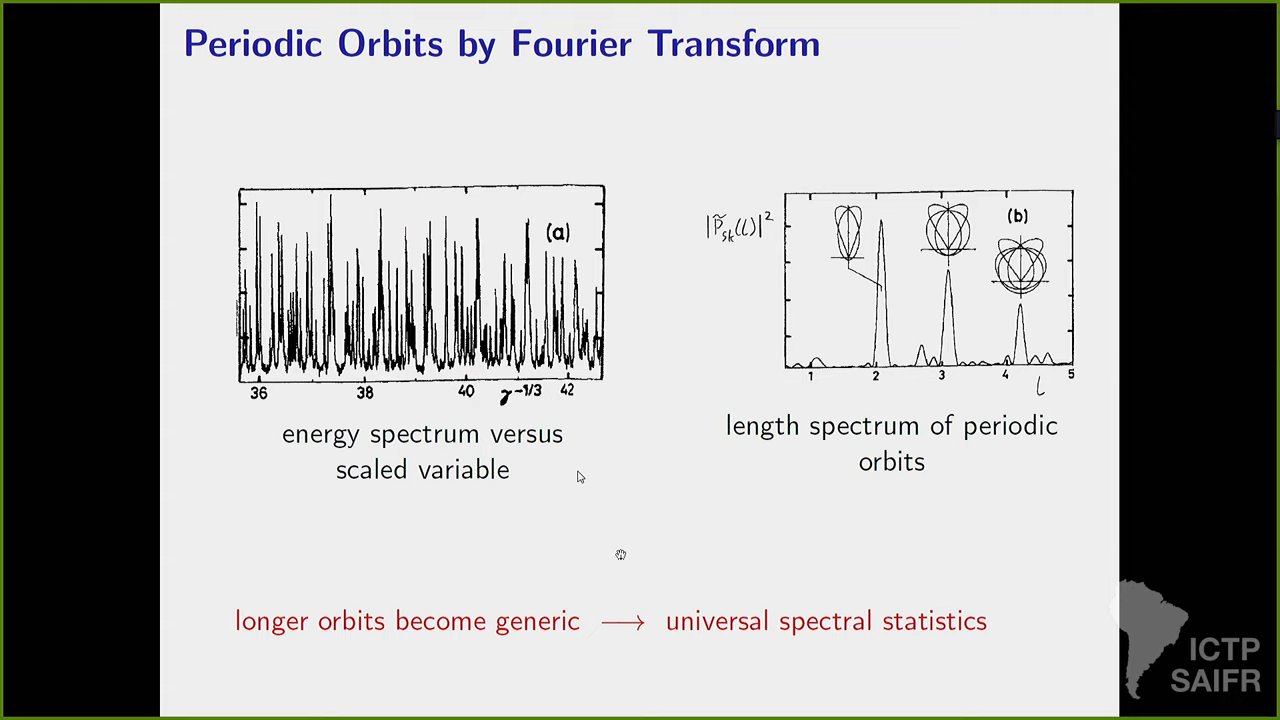 Periodic Orbits by Fourier Transform
(a)
36 38 40 γ^-1/3 42
energy spectrum versus
scaled variable
|P̃sk(l)|²
(b)
1 2 3 4 5
l
length spectrum of periodic
orbits
longer orbits become generic ⟶ universal spectral statistics
ICTP
SAIFR